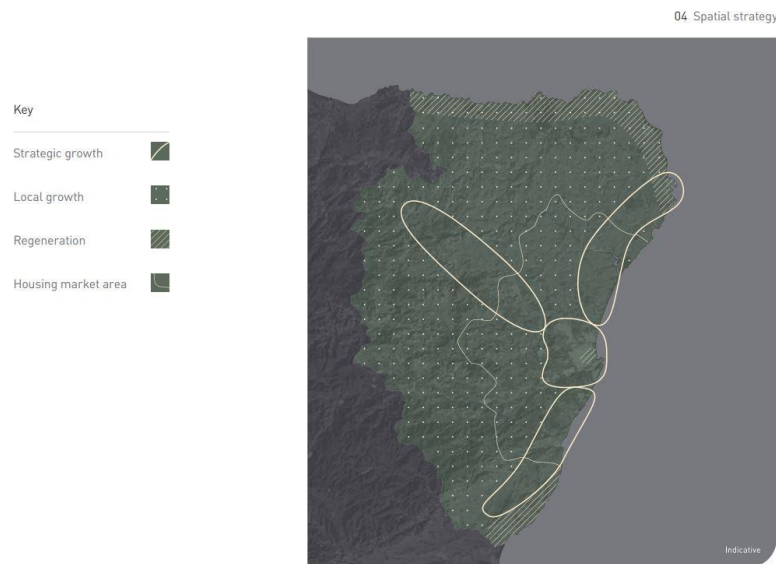 04 Spatial strategy
Key
Strategic growth
Local growth
Regeneration
Housing market area
Indicative